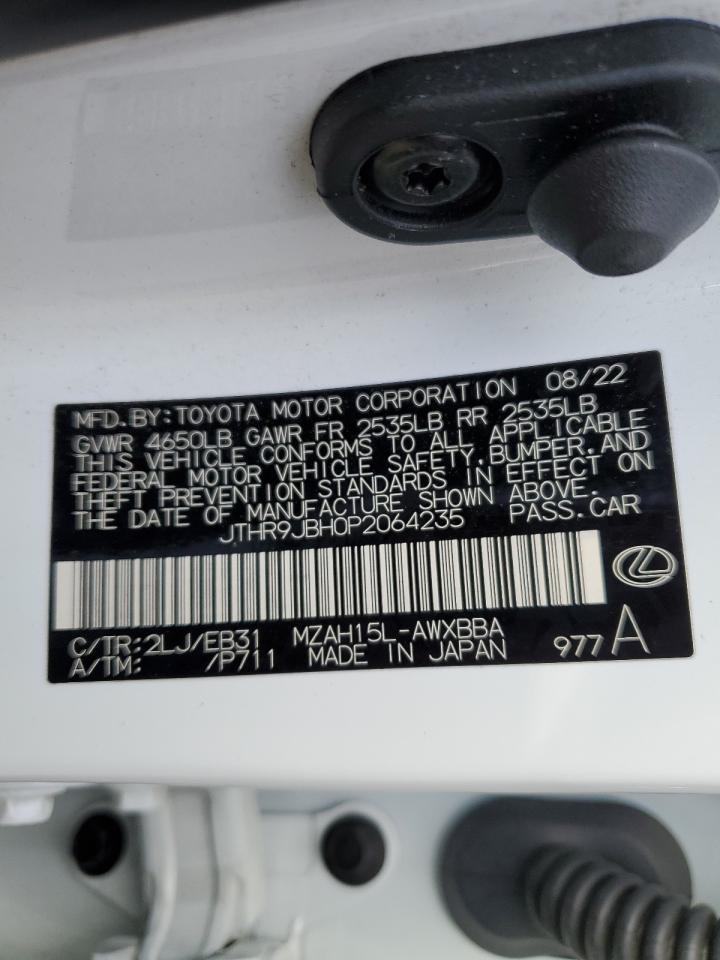 MFD.BY:TOYOTA MOTOR CORPORATION 08/22
GVWR 4650LB GAWR FR 2535LB RR 2535LB
THIS VEHICLE CONFORMS TO ALL APPLICABLE
FEDERAL MOTOR VEHICLE SAFETY,BUMPER,AND
THEFT PREVENTION STANDARDS IN EFFECT ON
THE DATE OF MANUFACTURE SHOWN ABOVE.
JTHR9JBH0P2064235 PASS.CAR
C/TR:2LJ/EB31 MZAH15L-AWXBBA
A/TM: /P711 MADE IN JAPAN 977 A